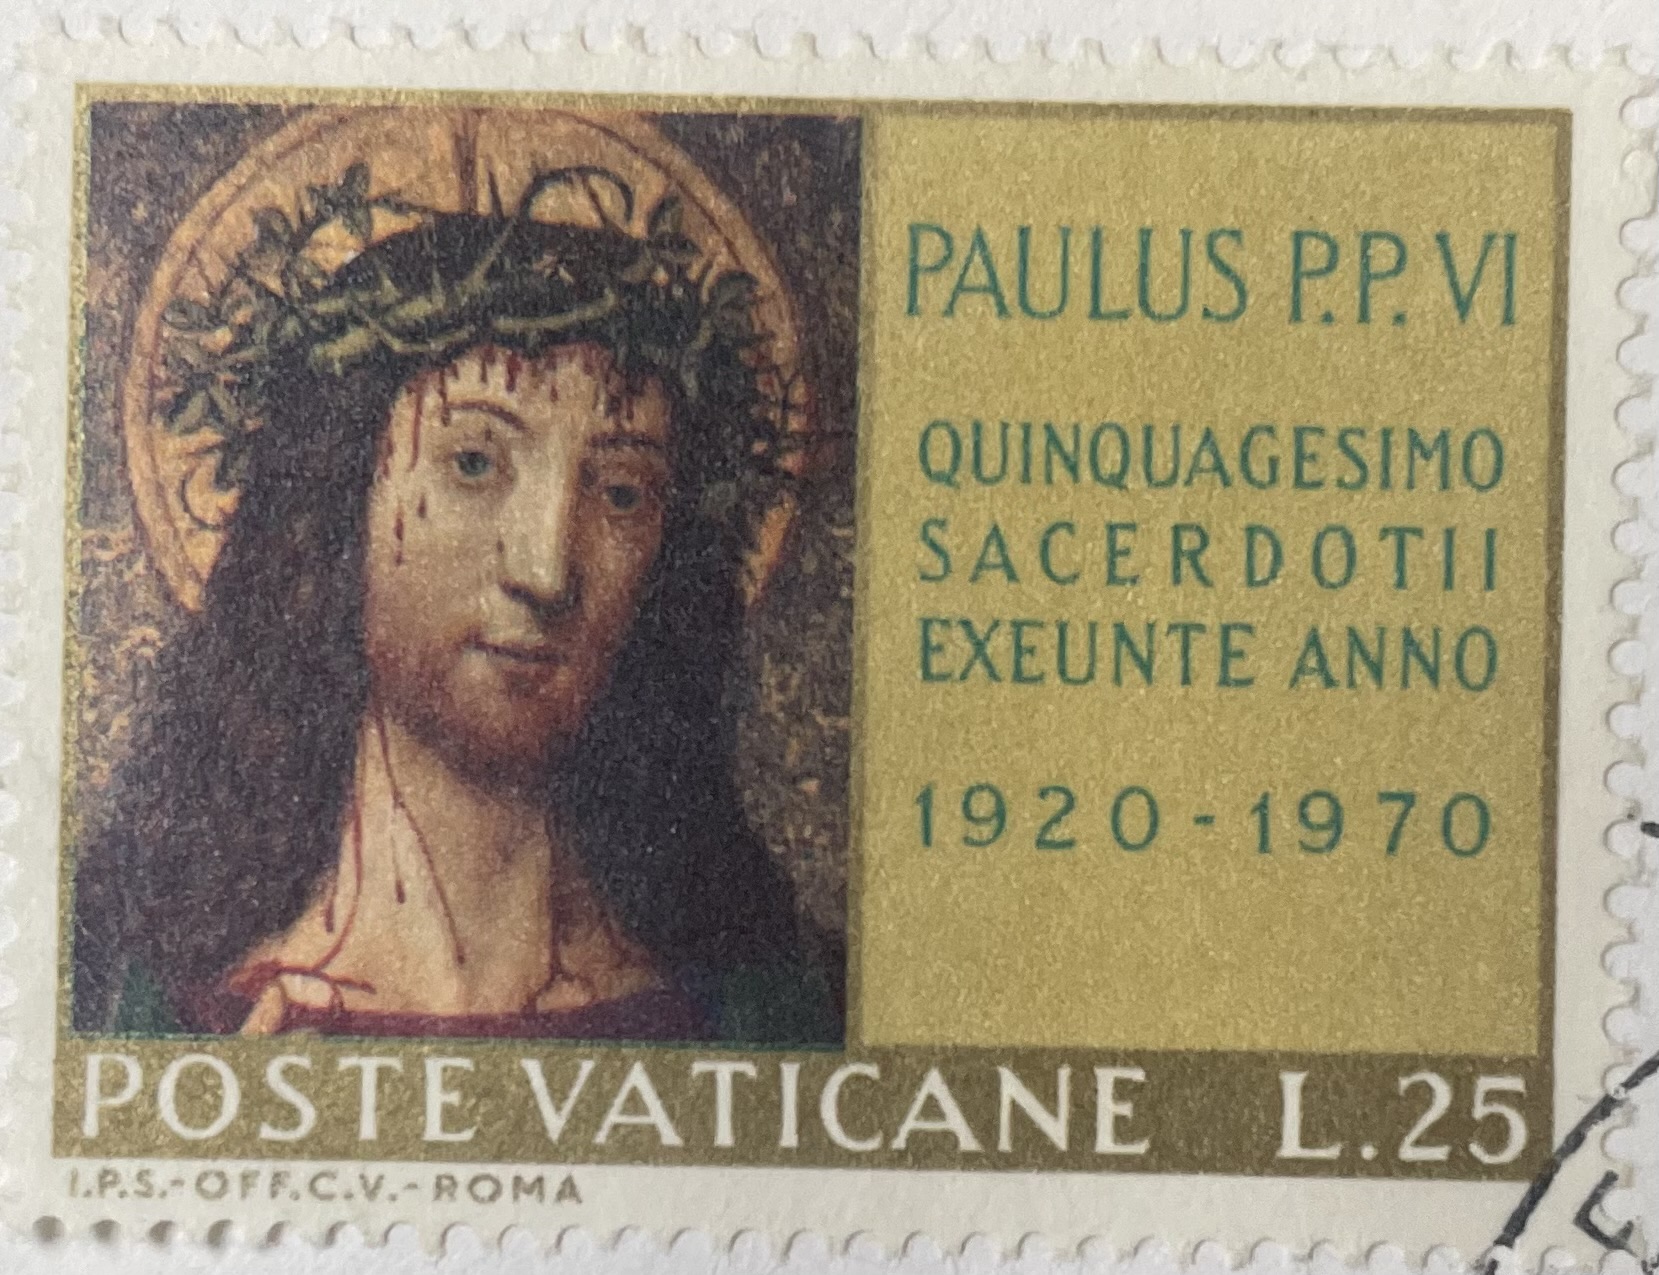 PAULUS P.P. VI
QUINQUAGESIMO
SACERDOTII
EXEUNTE ANNO
1920-1970
POSTE VATICANE L.25
I.P.S.-OFF.C.V.-ROMA